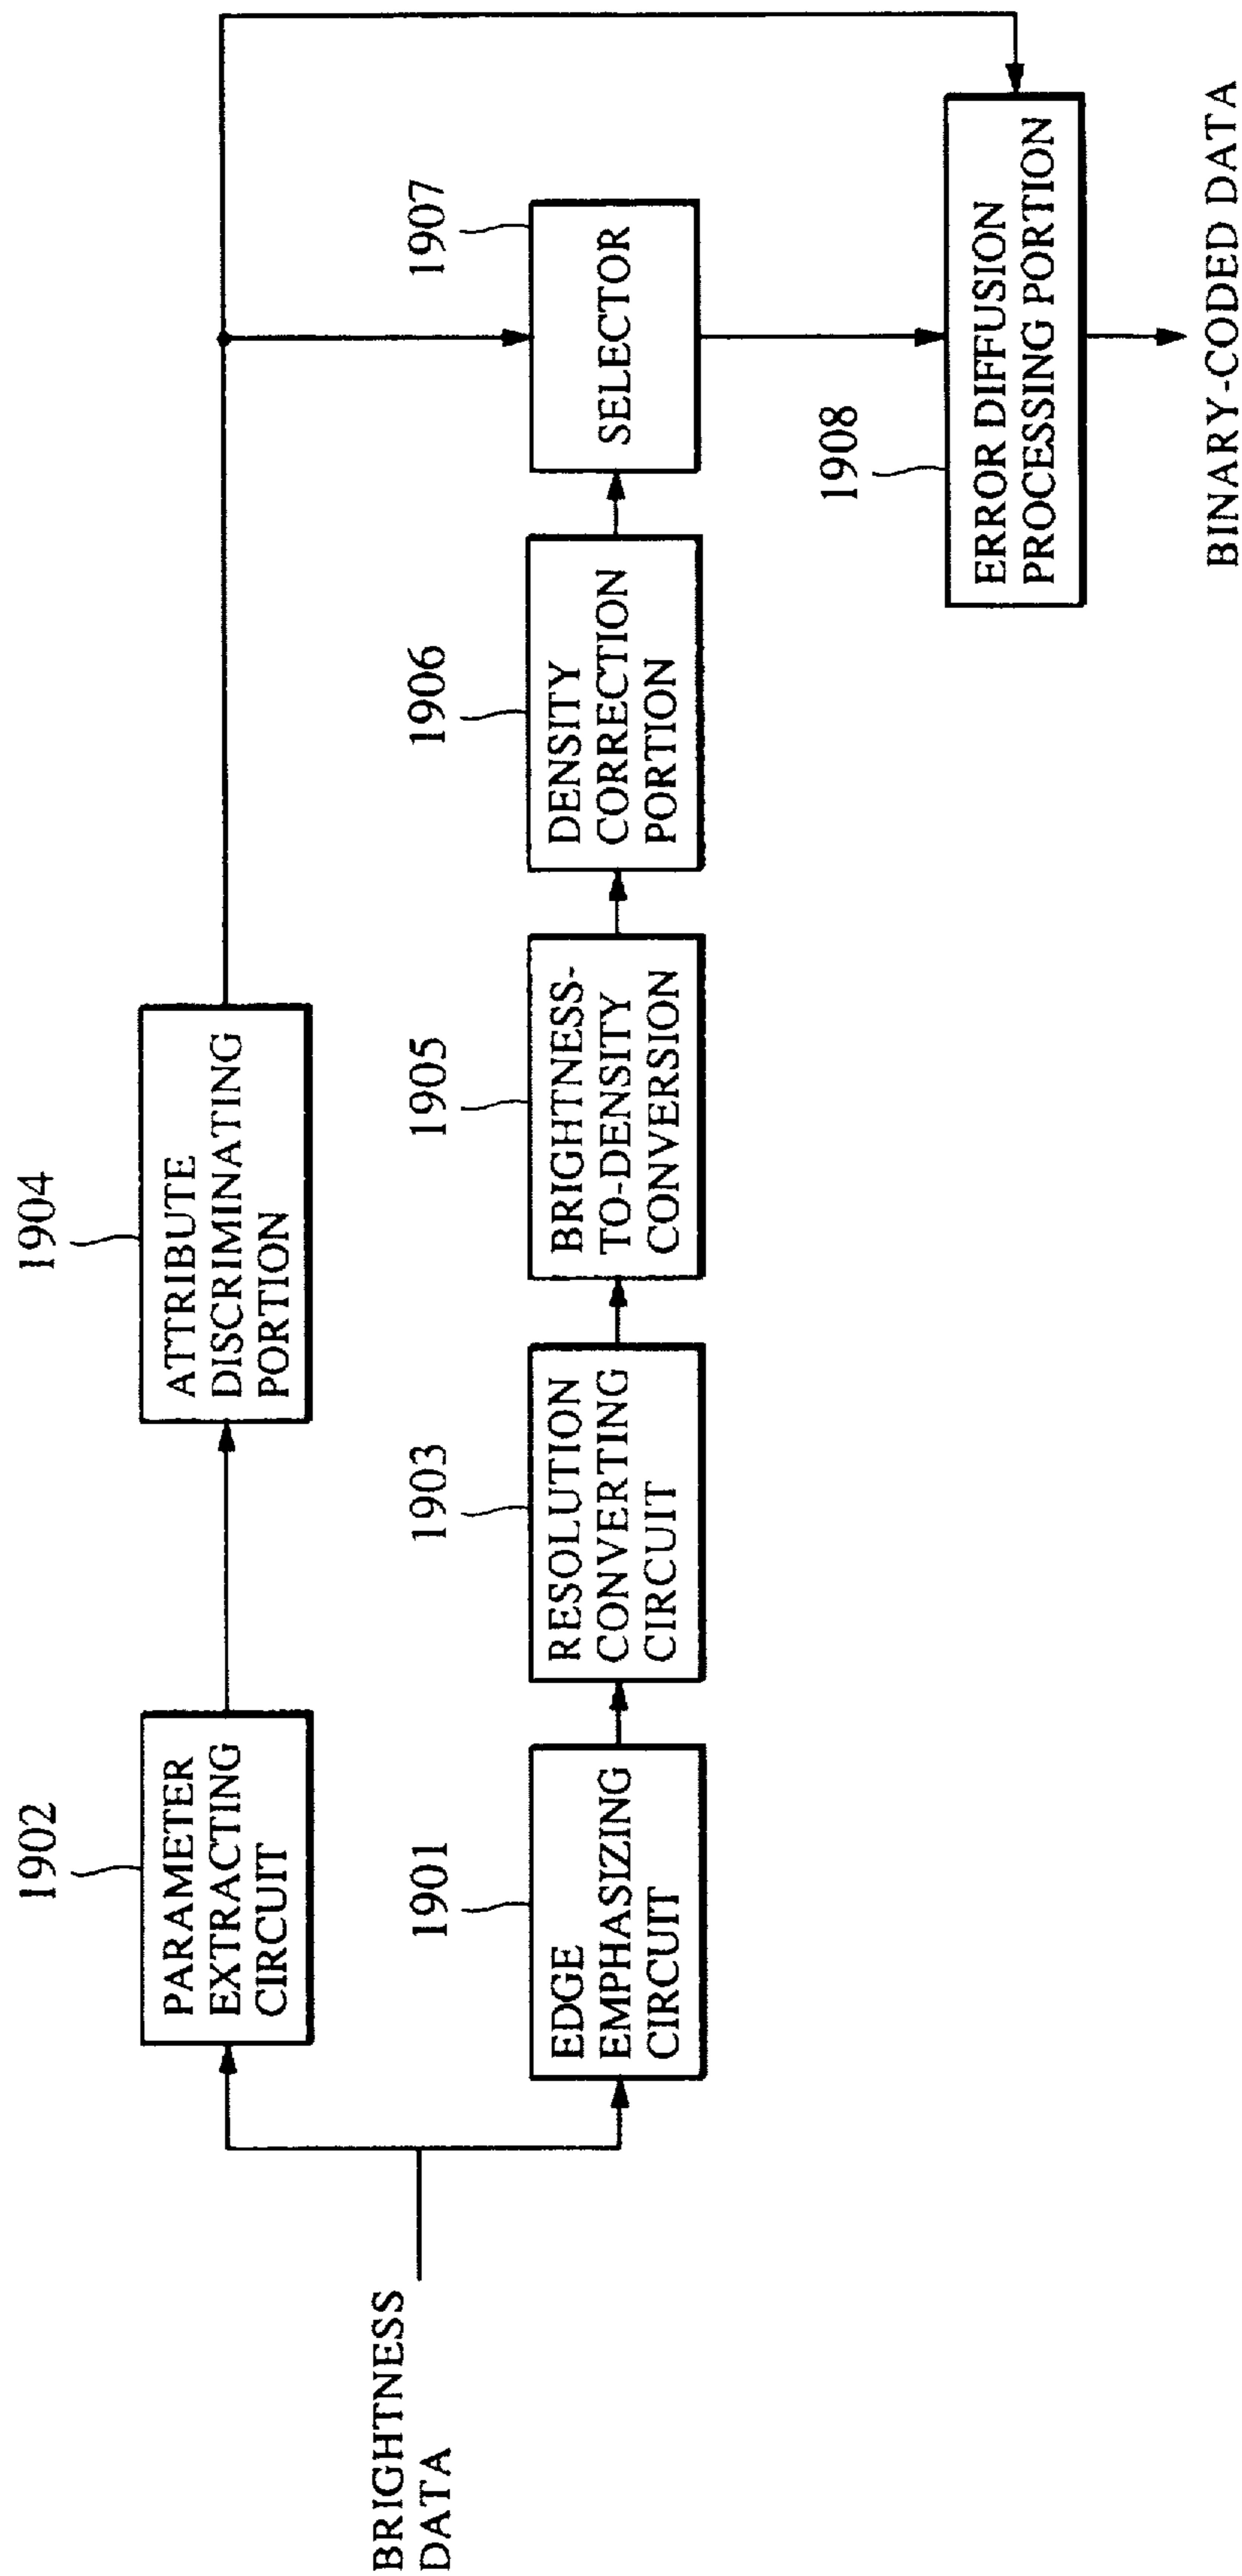 1902
PARAMETER
EXTRACTING
CIRCUIT
1904
ATTRIBUTE
DISCRIMINATING
PORTION
BRIGHTNESS
DATA
1901
EDGE
EMPHASIZING
CIRCUIT
1903
RESOLUTION
CONVERTING
CIRCUIT
1905
BRIGHTNESS-
TO-DENSITY
CONVERSION
1906
DENSITY
CORRECTION
PORTION
1907
SELECTOR
1908
ERROR DIFFUSION
PROCESSING PORTION
BINARY-CODED DATA